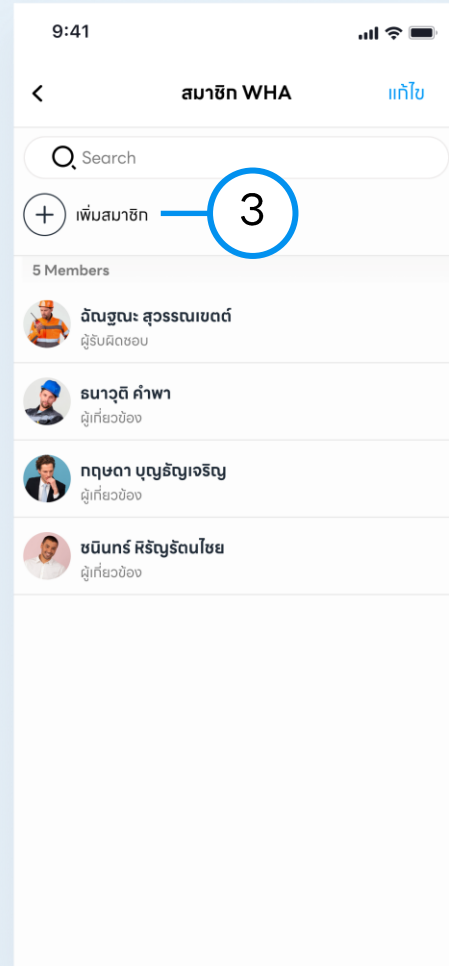 9:41
สมาชิก WHA
แก้ไข
Search
เพิ่มสมาชิก
3
5 Members
ฉัณฐณะ สุวรรณเขตต์
ผู้รับผิดชอบ
ธนาวุติ คำพา
ผู้เกี่ยวข้อง
กฤษดา บุญธัญเจริญ
ผู้เกี่ยวข้อง
ชนินทร์ หิรัญรัตนไชย
ผู้เกี่ยวข้อง